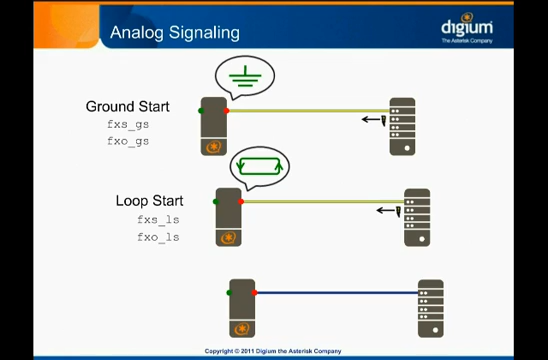 Analog Signaling
digium
The Asterisk Company
Ground Start
fxs_gs
fxo_gs
Loop Start
fxs_ls
fxo_ls
Copyright © 2011 Digium the Asterisk Company